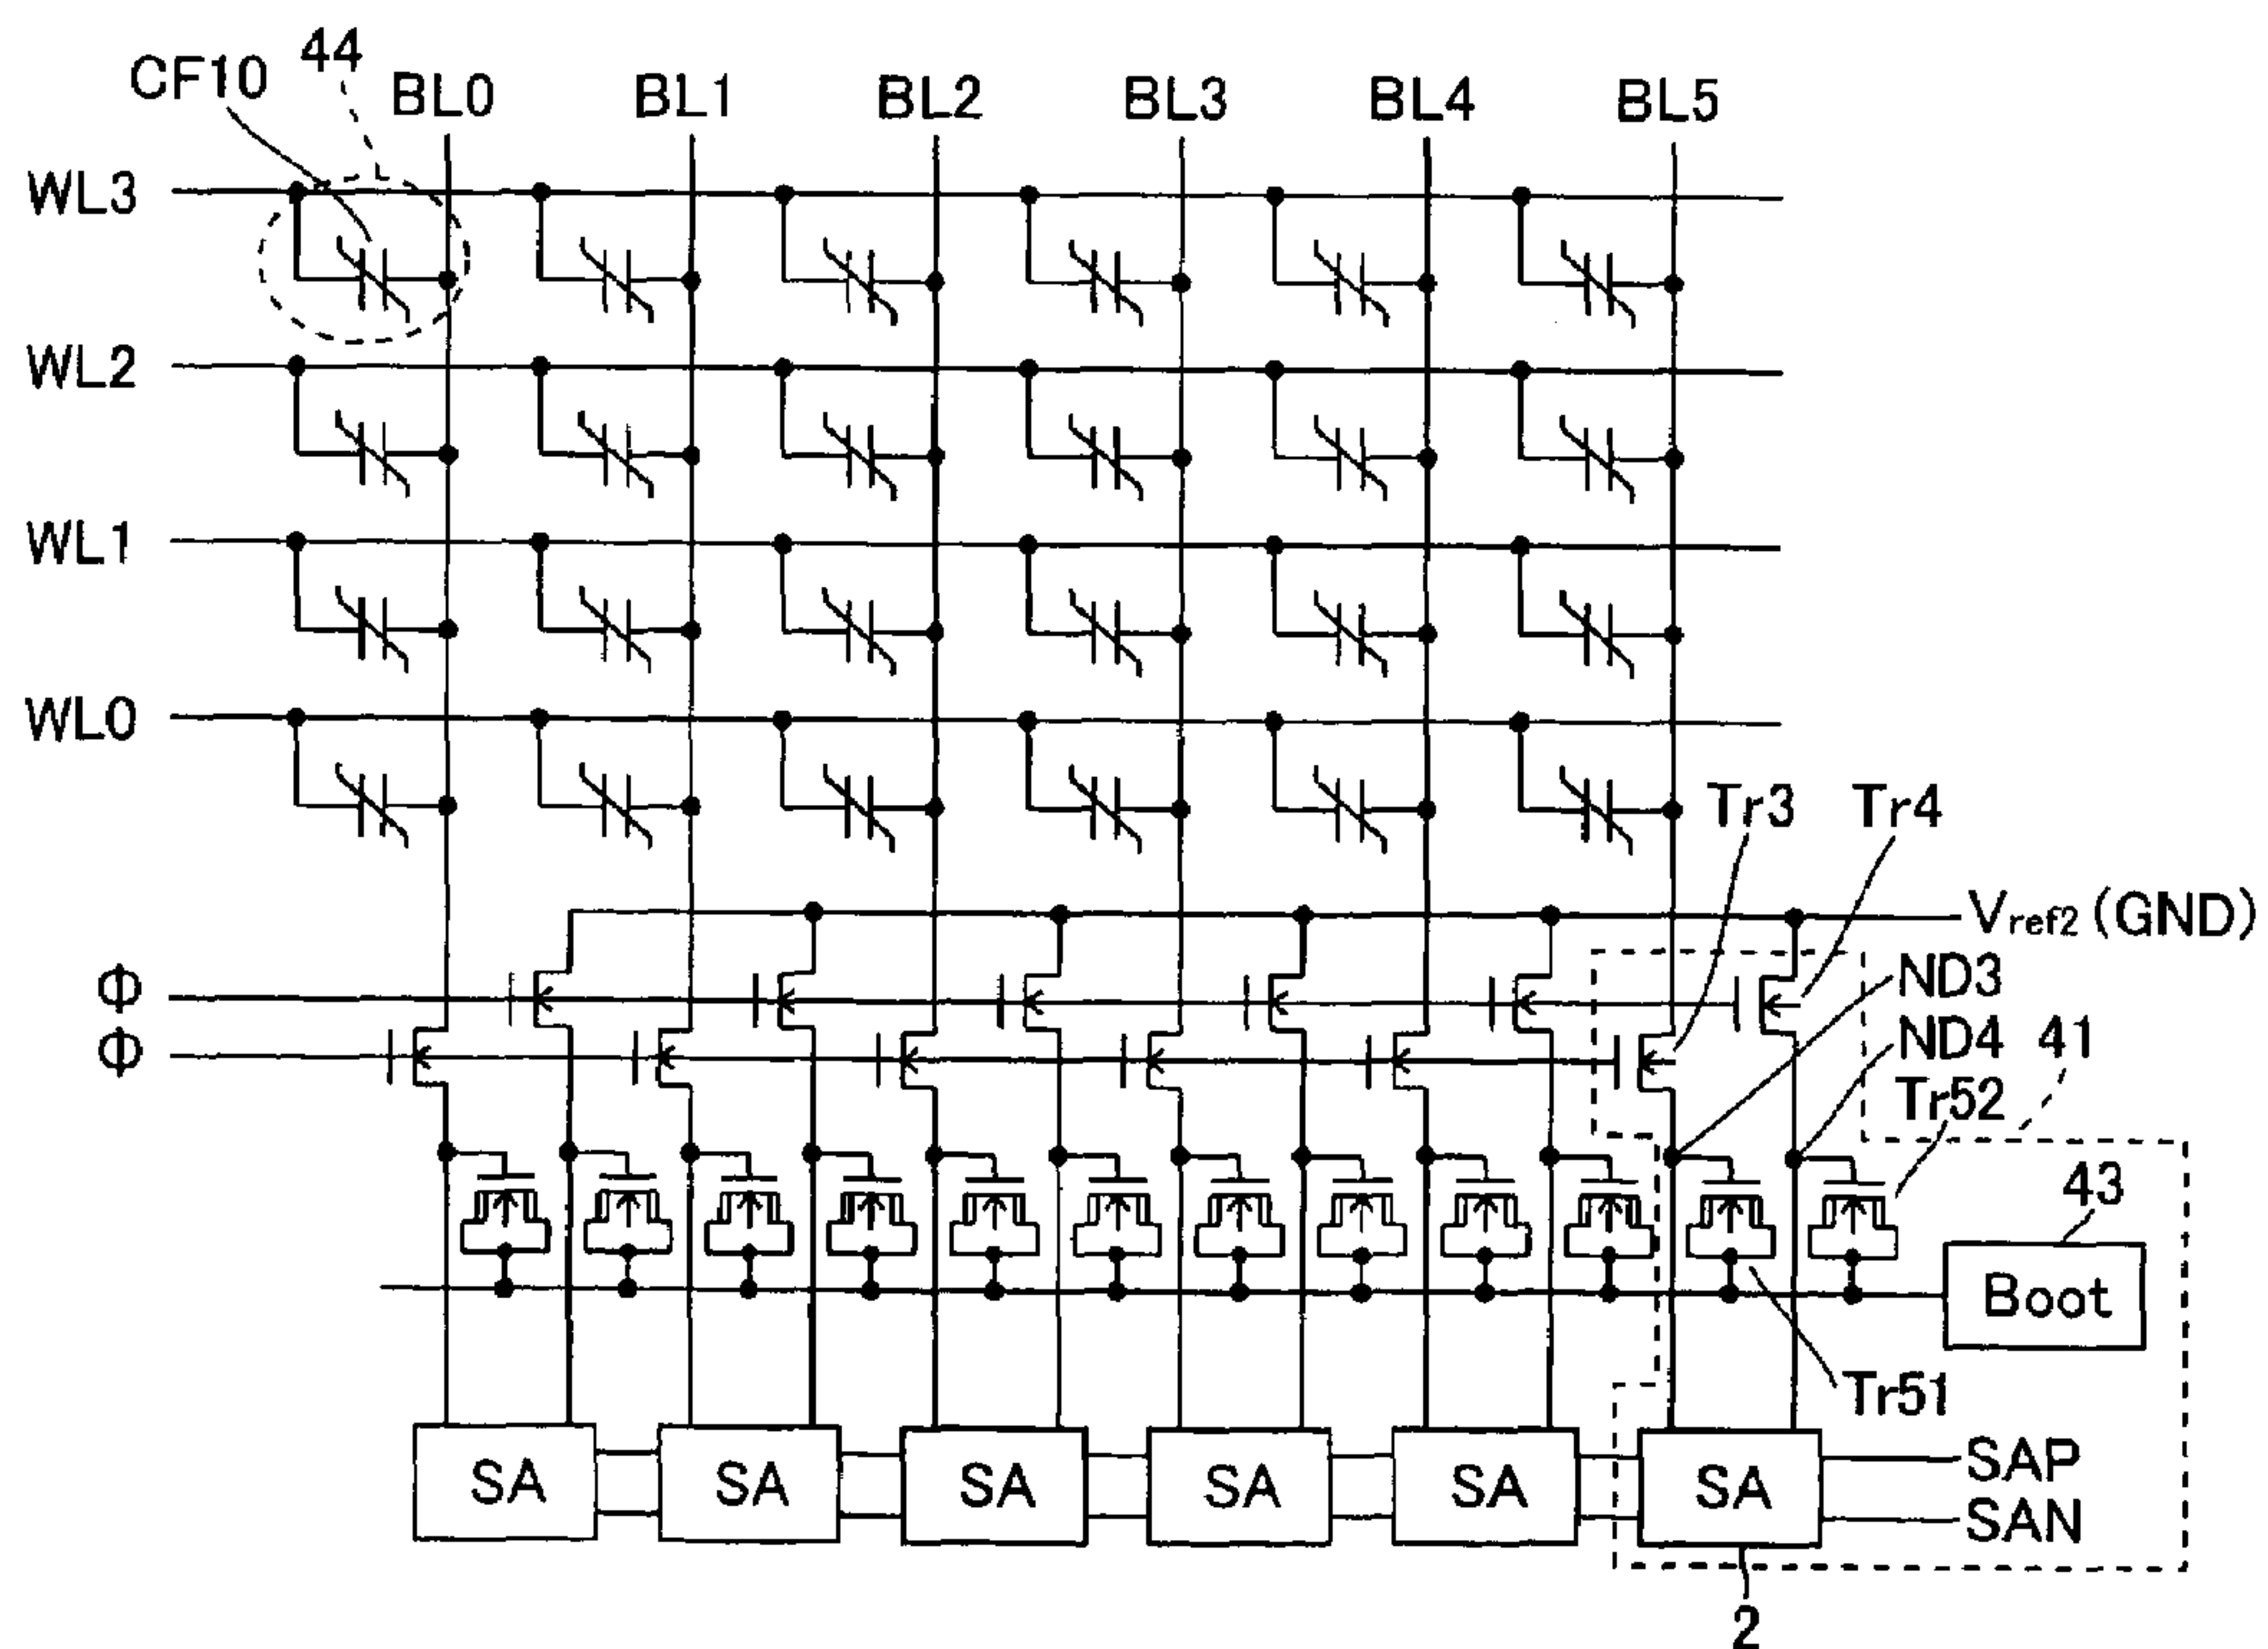 CF10 44 BL0 BL1 BL2 BL3 BL4 BL5
WL3
WL2
WL1
WL0
Tr3 Tr4
Vref2 (GND)
Φ ND3
Φ ND4 41
Tr52
43
Boot
Tr51
SA SA SA SA SA SA SAP
SAN
2